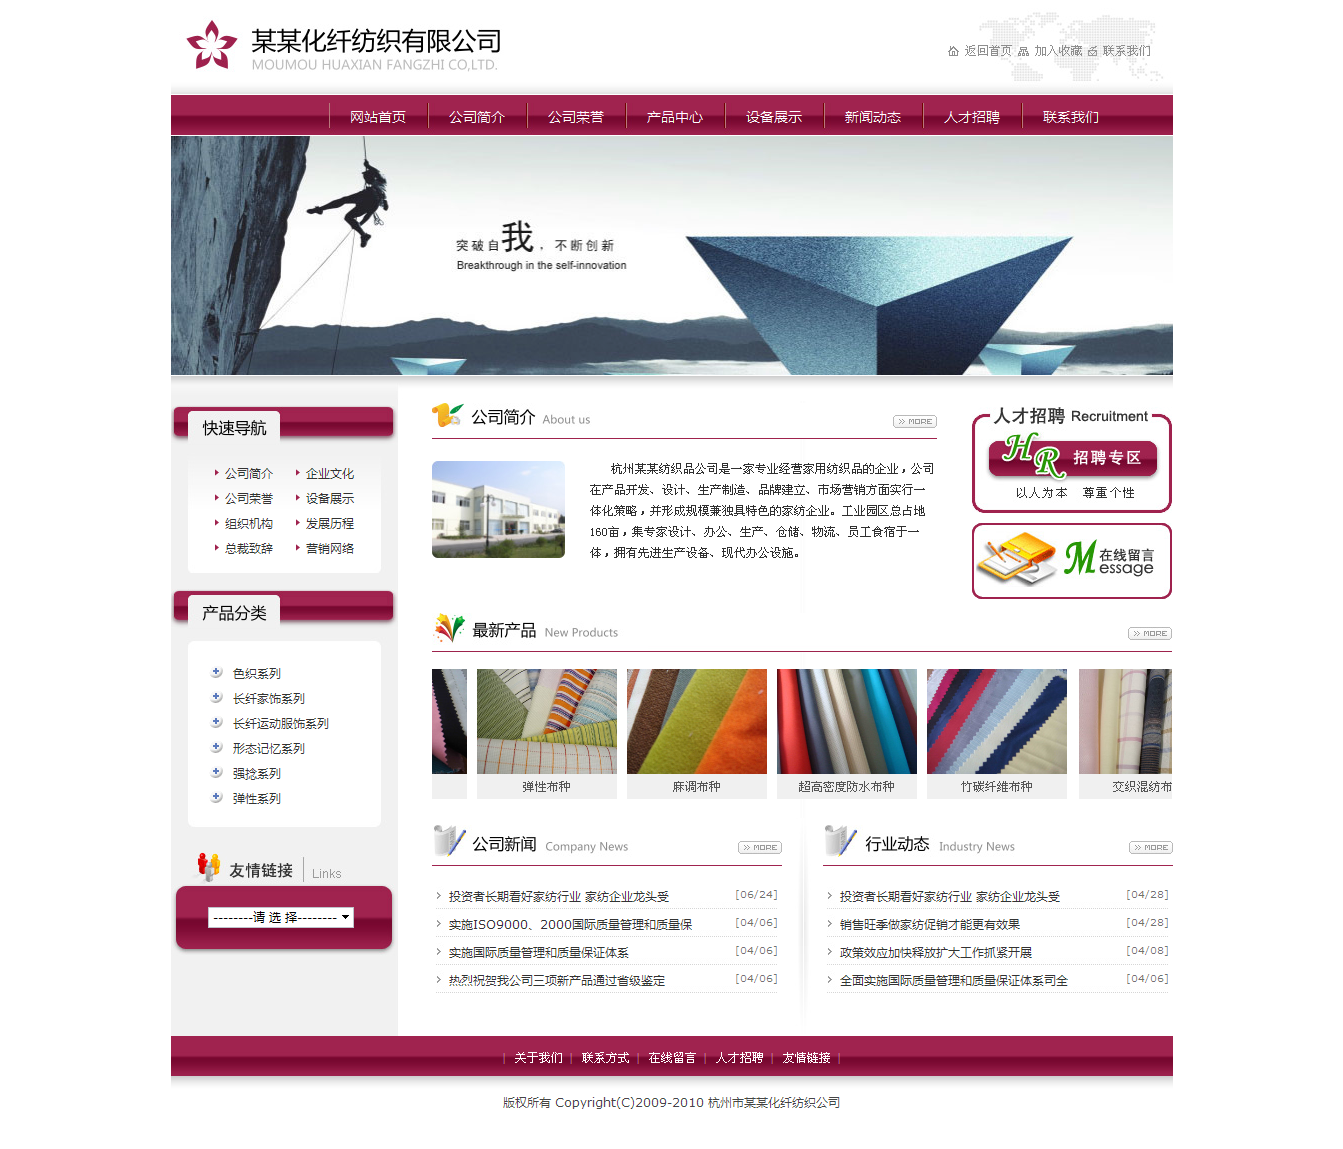 某某化纤纺织有限公司
MOUMOU HUAXIAN FANGZHI CO,LTD.
返回首页 加入收藏 联系我们
网站首页 公司简介 公司荣誉 产品中心 设备展示 新闻动态 人才招聘 联系我们
突破自我，不断创新
Breakthrough in the self-innovation
快速导航
公司简介 企业文化
公司荣誉 设备展示
组织机构 发展历程
总裁致辞 营销网络
产品分类
色织系列
长纤家饰系列
长纤运动服饰系列
形态记忆系列
强捻系列
弹性系列
友情链接 Links
--------请 选 择--------
公司简介 About us
MORE
杭州某某纺织品公司是一家专业经营家用纺织品的企业，公司
在产品开发、设计、生产制造、品牌建立、市场营销方面实行一
体化策略，并形成规模兼独具特色的家纺企业。工业园区总占地
160亩，集专家设计、办公、生产、仓储、物流、员工食宿于一
体，拥有先进生产设备、现代办公设施。
人才招聘 Recruitment
HR 招聘专区
以人为本 尊重个性
在线留言
Message
最新产品 New Products
MORE
弹性布种 麻调布种 超高密度防水布种 竹碳纤维布种 交织混纺布
公司新闻 Company News
MORE
投资者长期看好家纺行业 家纺企业龙头受 [06/24]
实施ISO9000、2000国际质量管理和质量保 [04/06]
实施国际质量管理和质量保证体系 [04/06]
热烈祝贺我公司三项新产品通过省级鉴定 [04/06]
行业动态 Industry News
MORE
投资者长期看好家纺行业 家纺企业龙头受 [04/28]
销售旺季做家纺促销才能更有效果 [04/28]
政策效应加快释放扩大工作抓紧开展 [04/08]
全面实施国际质量管理和质量保证体系司全 [04/06]
| 关于我们 | 联系方式 | 在线留言 | 人才招聘 | 友情链接 |
版权所有 Copyright(C)2009-2010 杭州市某某化纤纺织公司